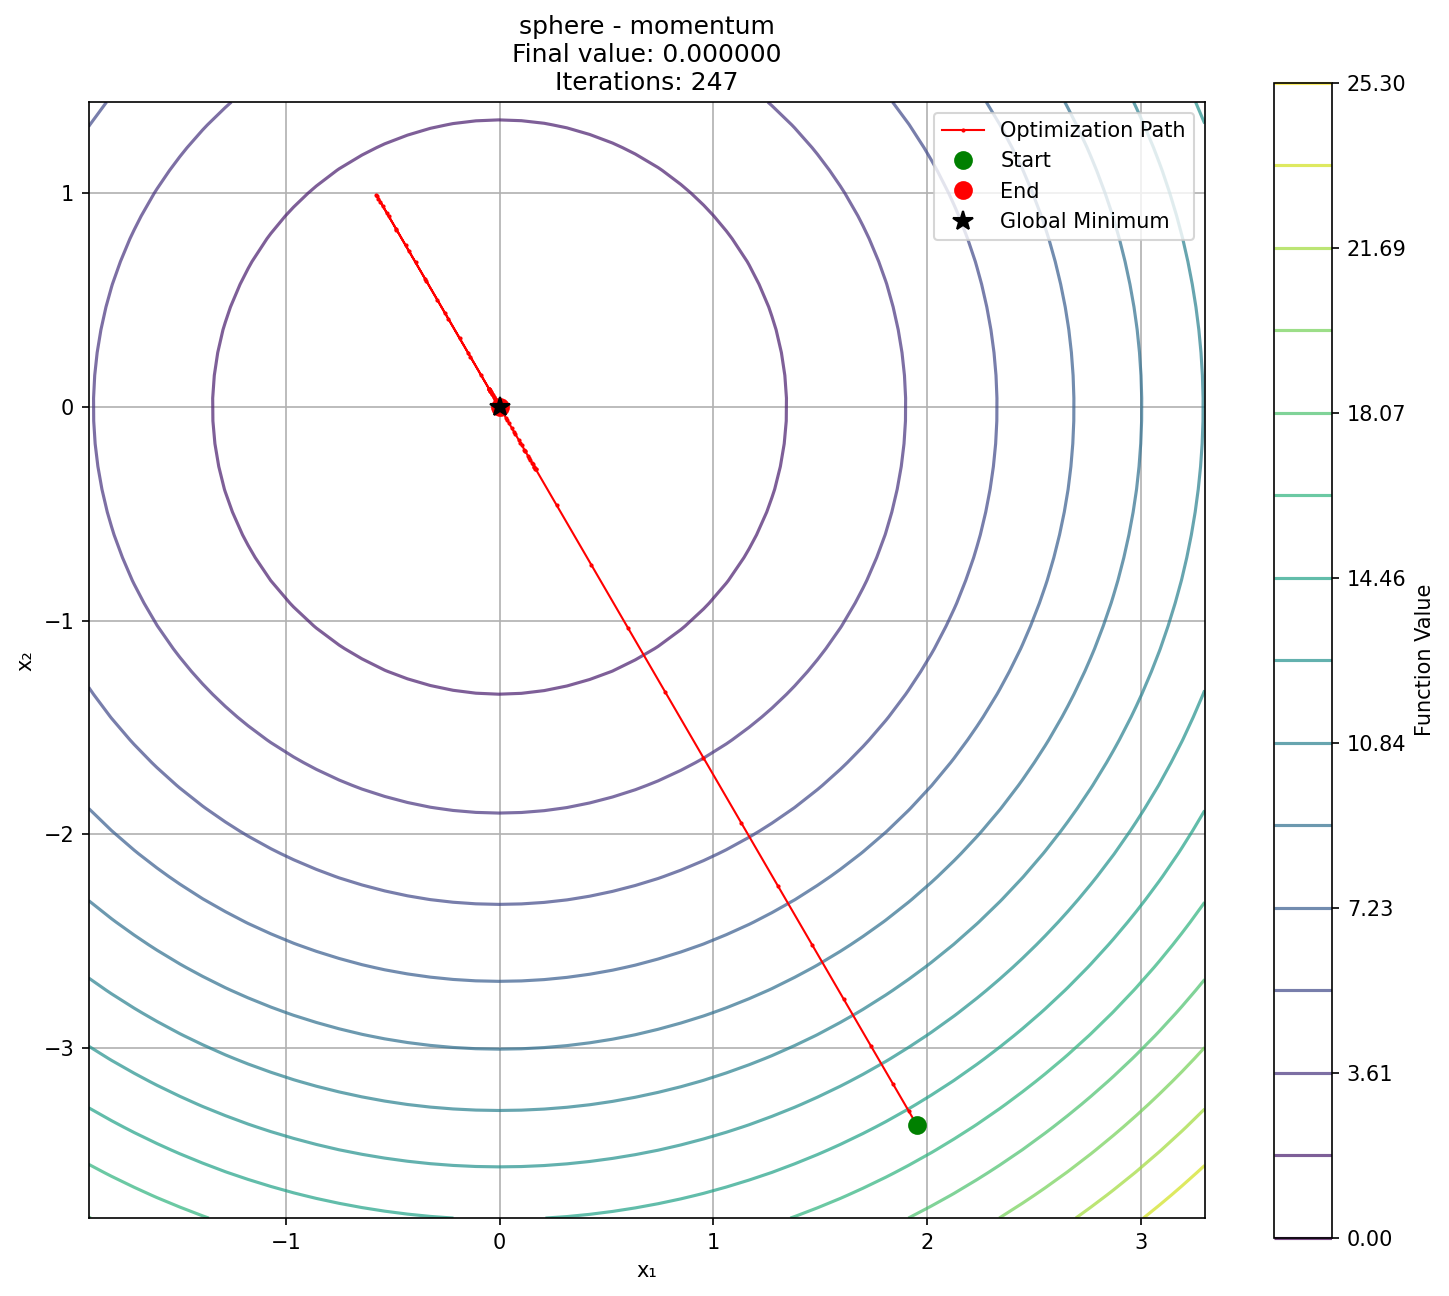 sphere - momentum
Final value: 0.000000
Iterations: 247
Optimization Path
Start
End
Global Minimum
1
0
−1
−2
−3
x₂
−1
0
1
2
3
x₁
25.30
21.69
18.07
14.46
10.84
7.23
3.61
0.00
Function Value